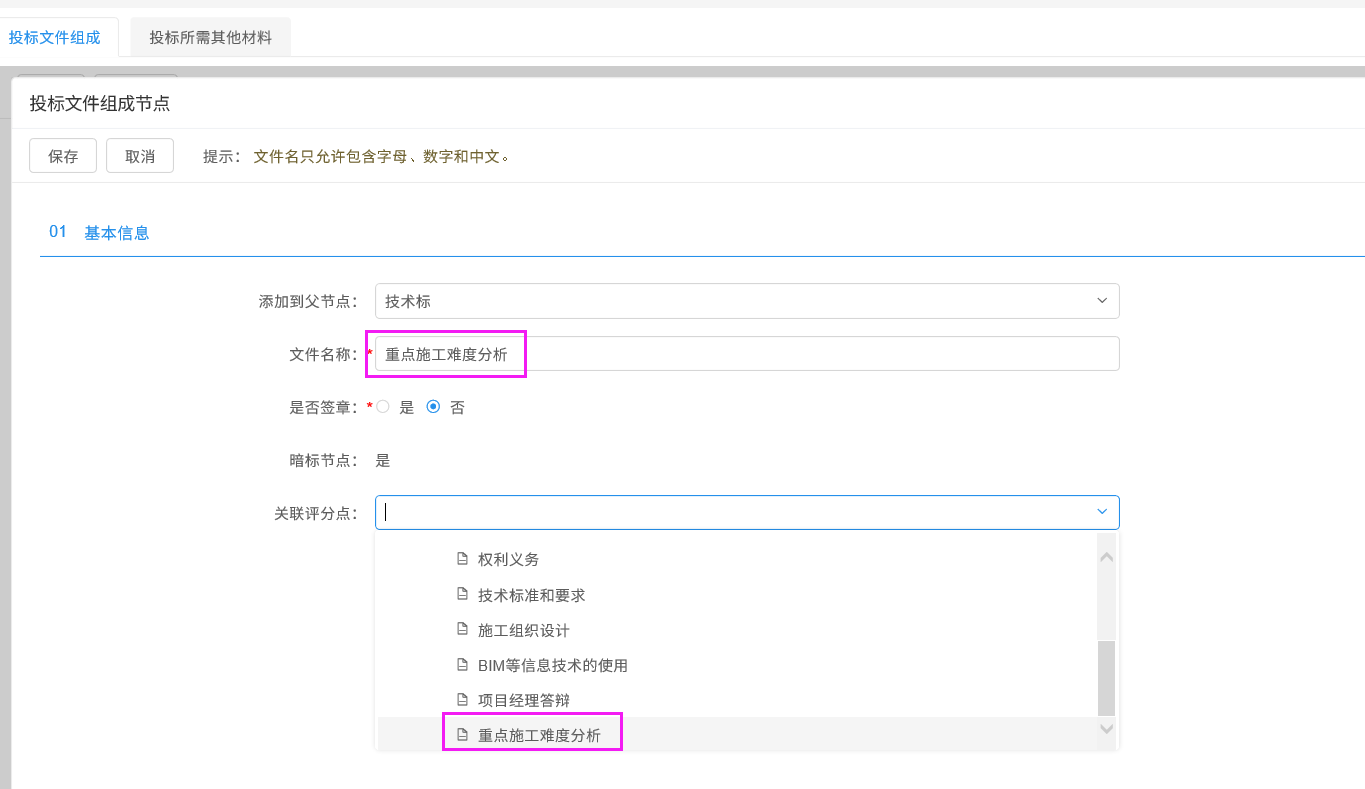 投标文件组成 投标所需其他材料
投标文件组成节点
保存 取消 提示： 文件名只允许包含字母、数字和中文。
01 基本信息
添加到父节点： 技术标
文件名称： * 重点施工难度分析
是否签章： * 是 否
暗标节点： 是
关联评分点：
权利义务
技术标准和要求
施工组织设计
BIM等信息技术的使用
项目经理答辩
重点施工难度分析